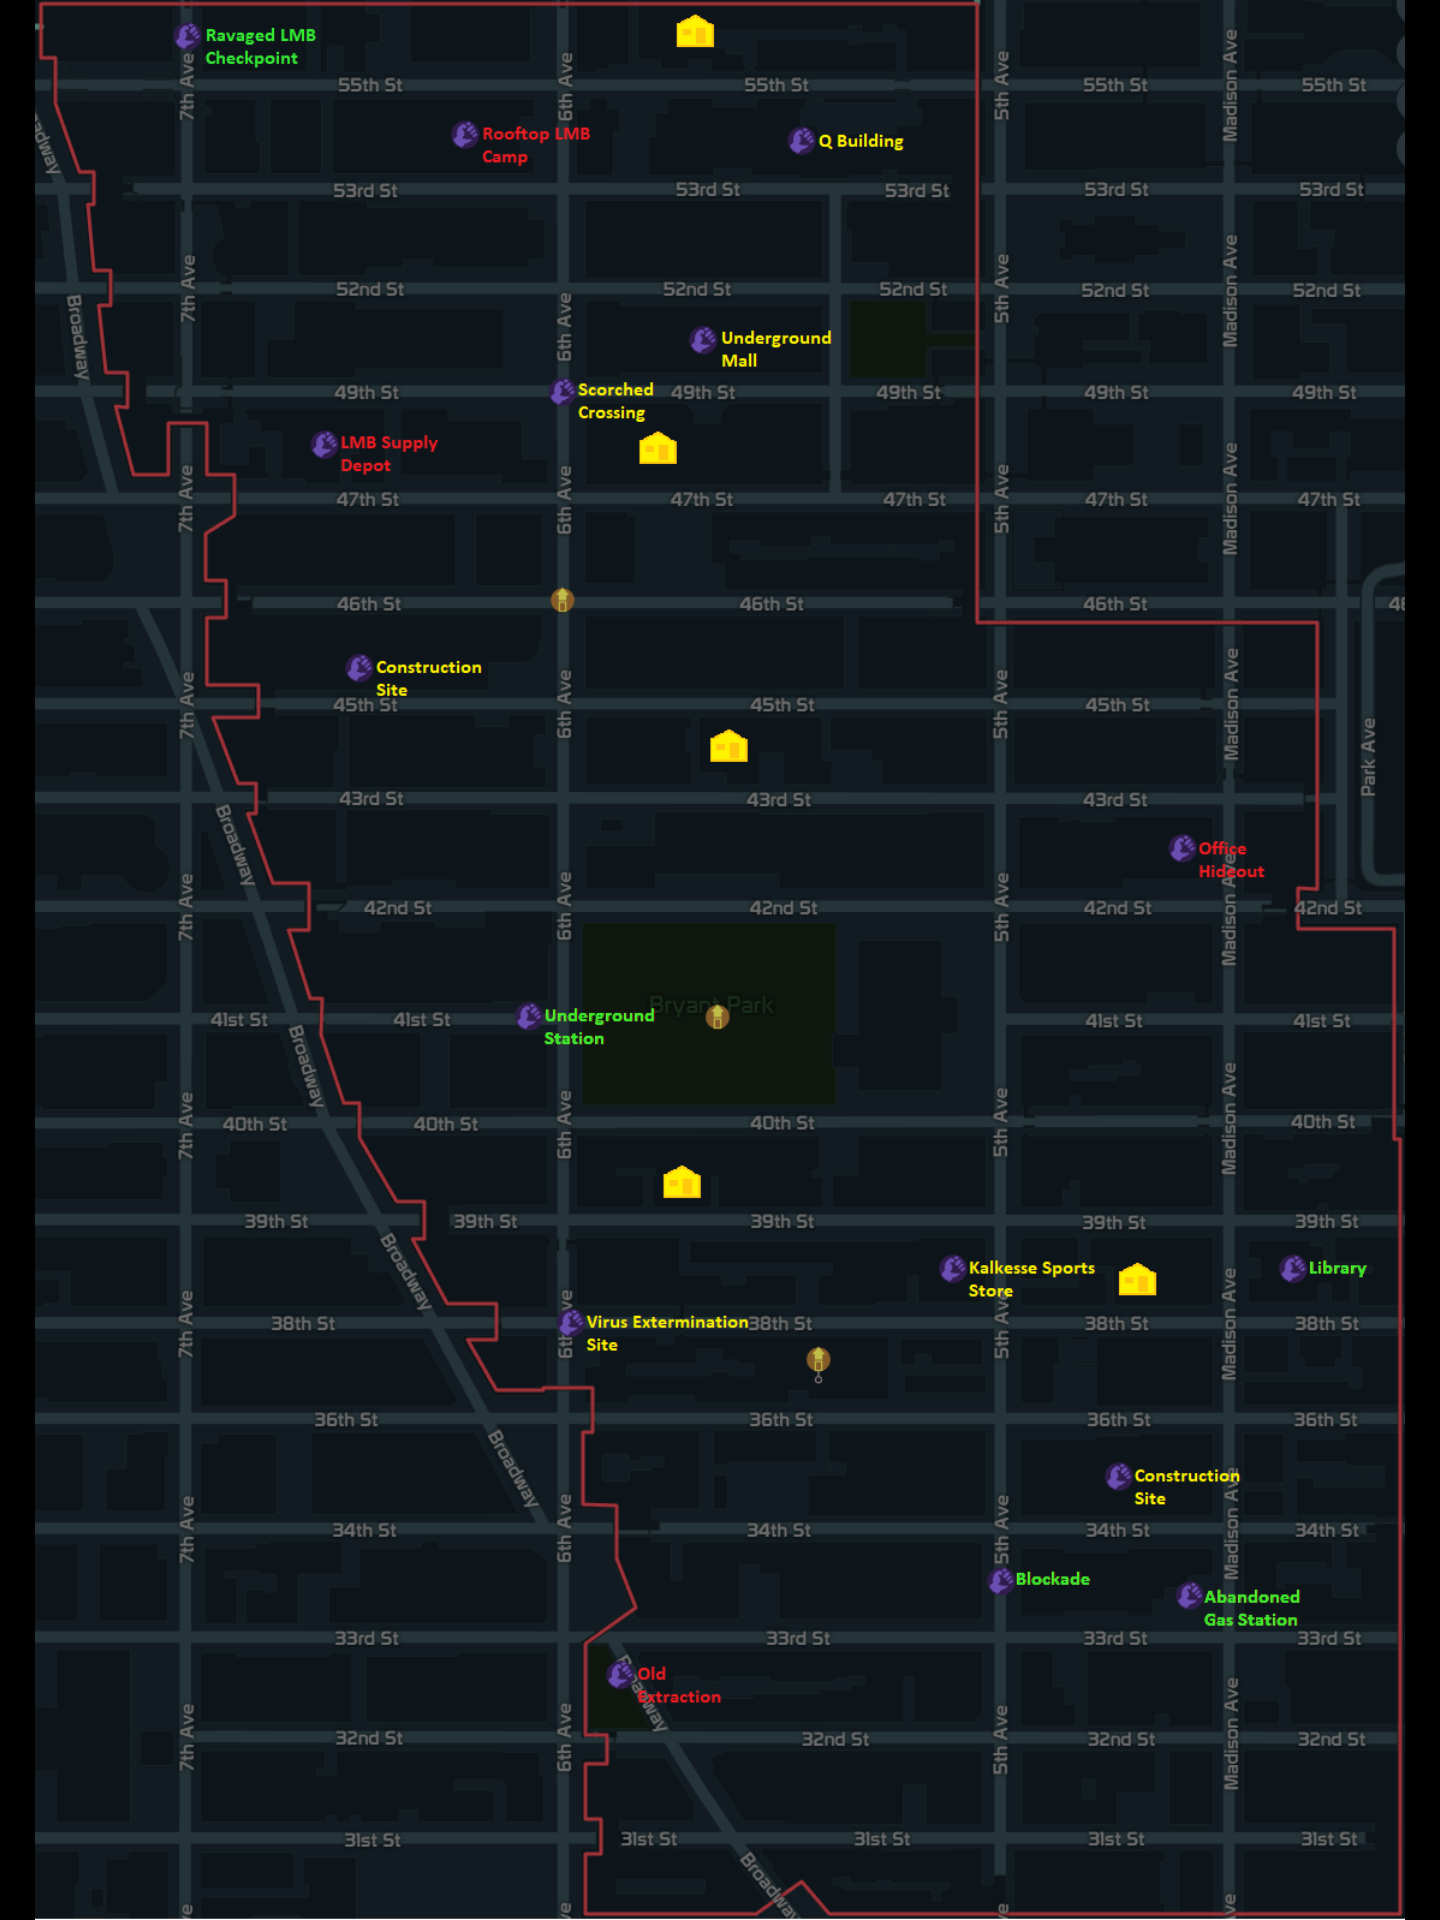 Ravaged LMB
Checkpoint
7th Ave
55th St
6th Ave
55th St
5th Ave
55th St
Madison Ave
55th St
Rooftop LMB
Camp
Q Building
53rd St
53rd St
53rd St
53rd St
53rd St
Broadway
7th Ave
52nd St
6th Ave
52nd St
52nd St
5th Ave
52nd St
Madison Ave
52nd St
Underground
Mall
Scorched
Crossing
49th St
49th St
49th St
49th St
49th St
LMB Supply
Depot
7th Ave
47th St
6th Ave
47th St
47th St
5th Ave
47th St
Madison Ave
47th St
46th St
46th St
46th St
Construction
Site
7th Ave
45th St
6th Ave
45th St
5th Ave
45th St
Madison Ave
Park Ave
Broadway
43rd St
43rd St
43rd St
Office
Hideout
7th Ave
42nd St
6th Ave
42nd St
5th Ave
42nd St
Madison Ave
42nd St
Bryant Park
Underground
Station
41st St
41st St
41st St
41st St
Broadway
7th Ave
40th St
40th St
6th Ave
40th St
5th Ave
Madison Ave
40th St
39th St
39th St
39th St
39th St
39th St
Broadway
Kalkesse Sports
Store
Library
7th Ave
38th St
6th Ave
Virus Extermination
Site
38th St
5th Ave
38th St
Madison Ave
38th St
36th St
36th St
36th St
36th St
Broadway
Construction
Site
7th Ave
34th St
6th Ave
34th St
5th Ave
34th St
Madison Ave
34th St
Blockade
Abandoned
Gas Station
33rd St
33rd St
33rd St
33rd St
Old
Extraction
Broadway
7th Ave
32nd St
6th Ave
32nd St
5th Ave
32nd St
Madison Ave
32nd St
31st St
31st St
31st St
31st St
31st St
Broadway